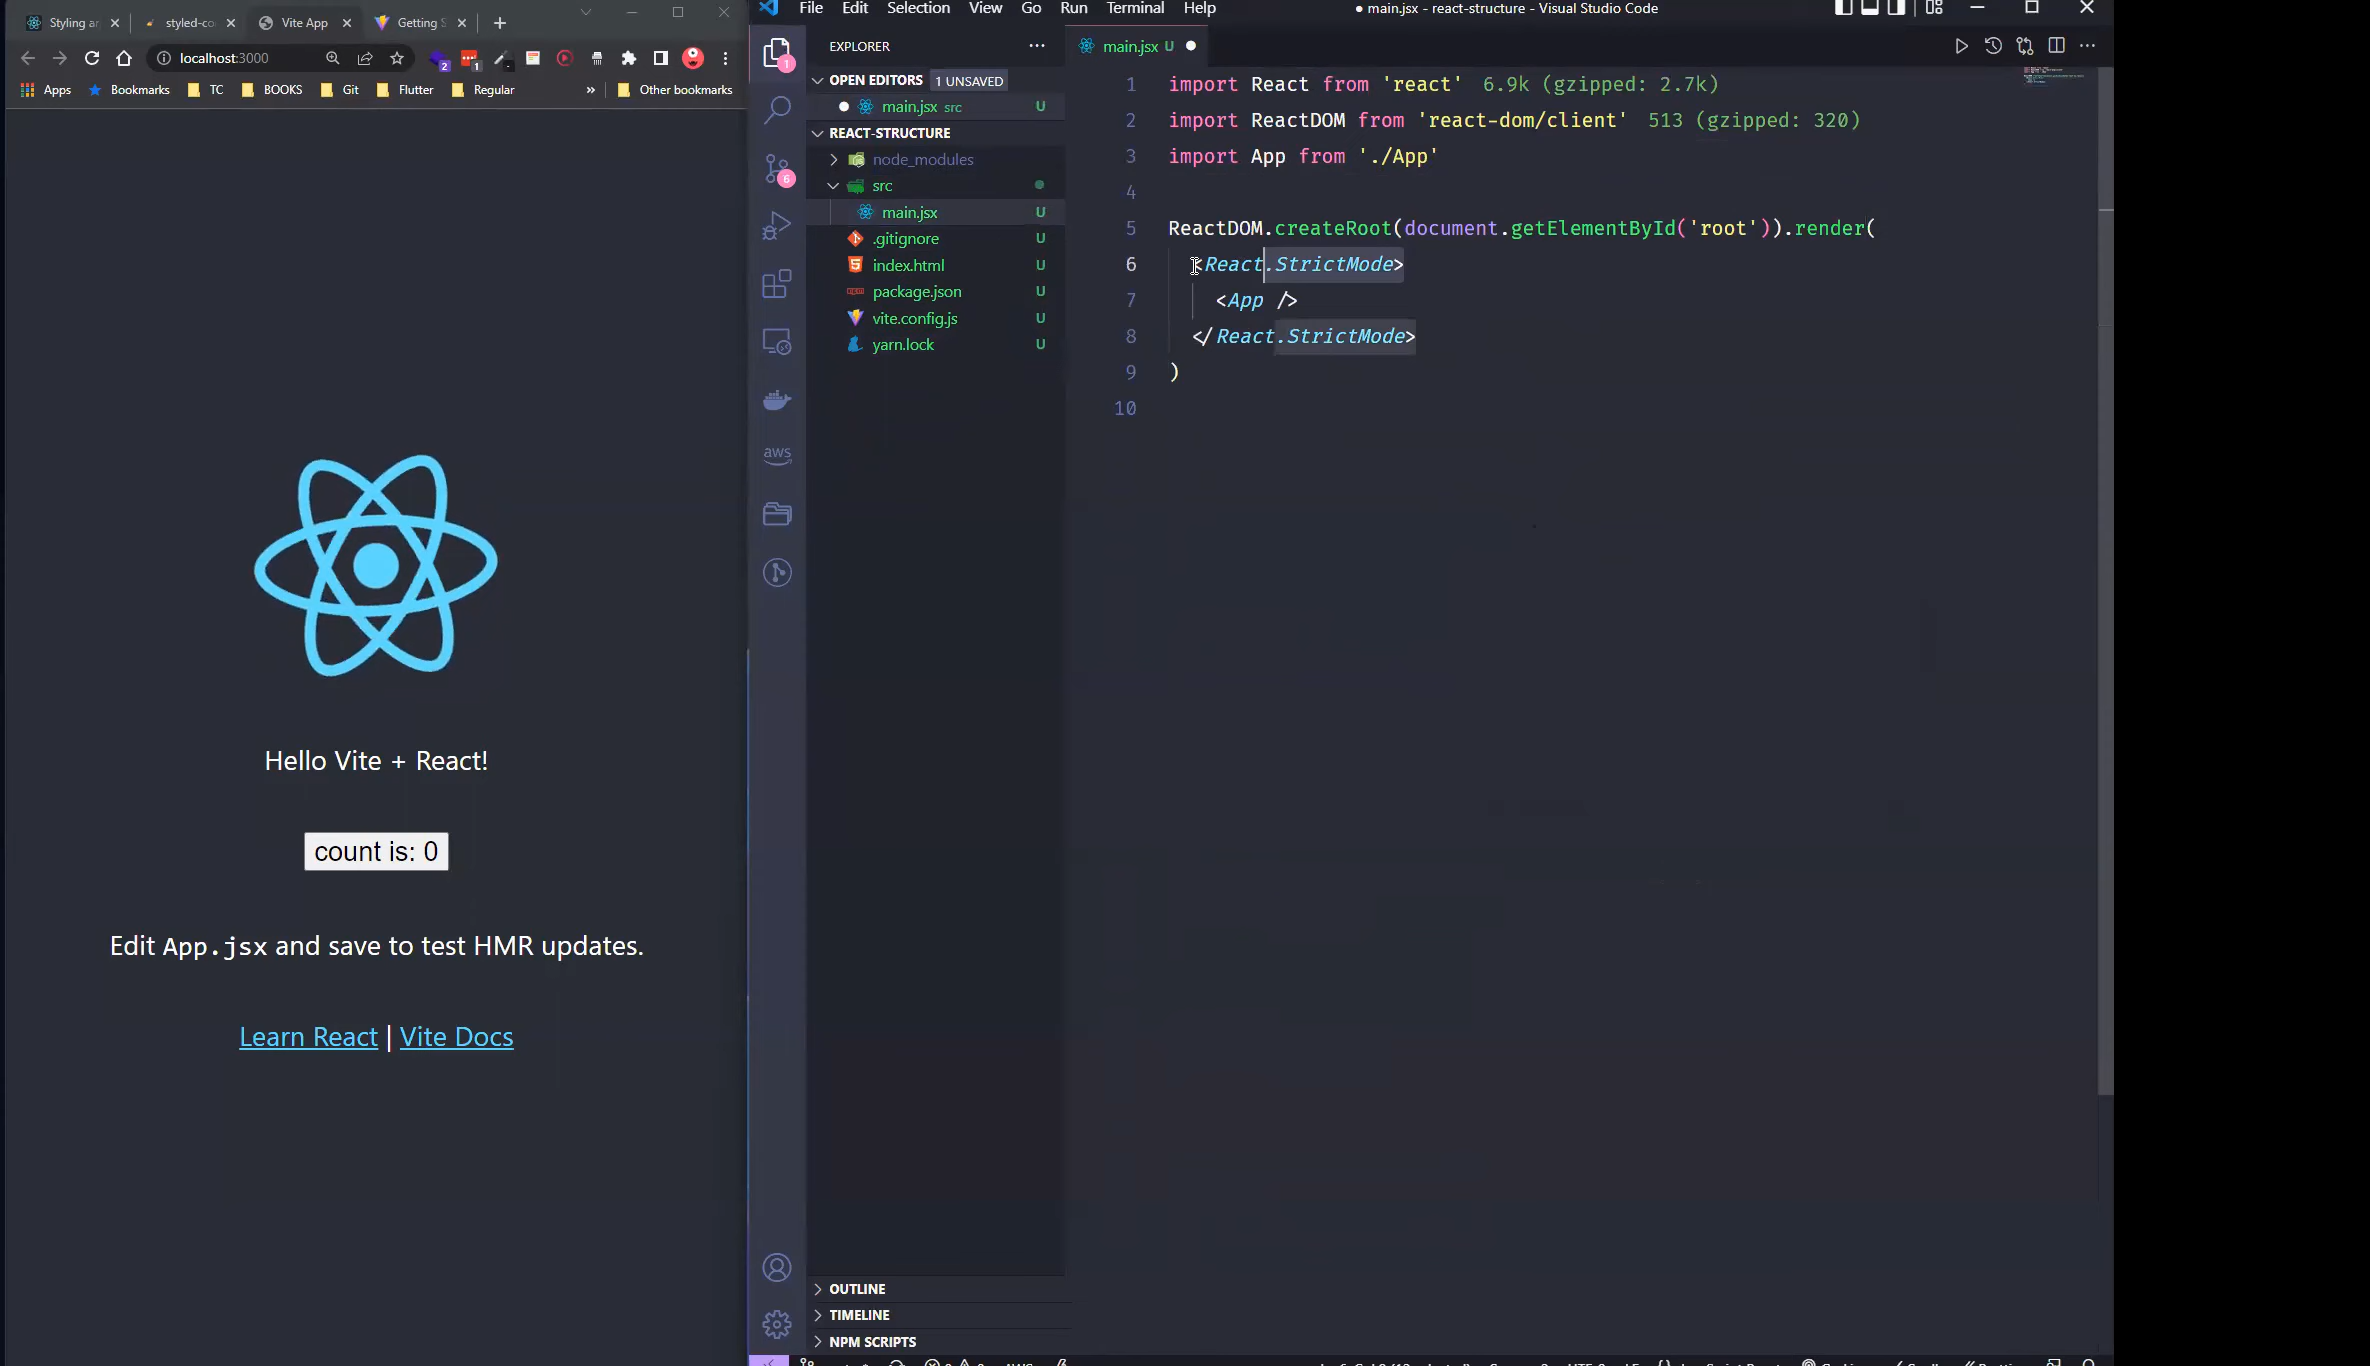 Styling ar
styled-co
Vite App
Getting S
localhost:3000
2
1
Apps
Bookmarks
TC
BOOKS
Git
Flutter
Regular
»
Other bookmarks
Hello Vite + React!
count is: 0
Edit App.jsx and save to test HMR updates.
Learn React | Vite Docs
File Edit Selection View Go Run Terminal Help
● main.jsx - react-structure - Visual Studio Code
1
6
aws
EXPLORER
OPEN EDITORS 1 UNSAVED
main.jsx src U
REACT-STRUCTURE
node_modules
src
main.jsx U
.gitignore U
index.html U
package.json U
vite.config.js U
yarn.lock U
OUTLINE
TIMELINE
NPM SCRIPTS
main.jsx U
1 import React from 'react' 6.9k (gzipped: 2.7k)
2 import ReactDOM from 'react-dom/client' 513 (gzipped: 320)
3 import App from './App'
4
5 ReactDOM.createRoot(document.getElementById('root')).render(
6 <React.StrictMode>
7 <App />
8 </React.StrictMode>
9 )
10